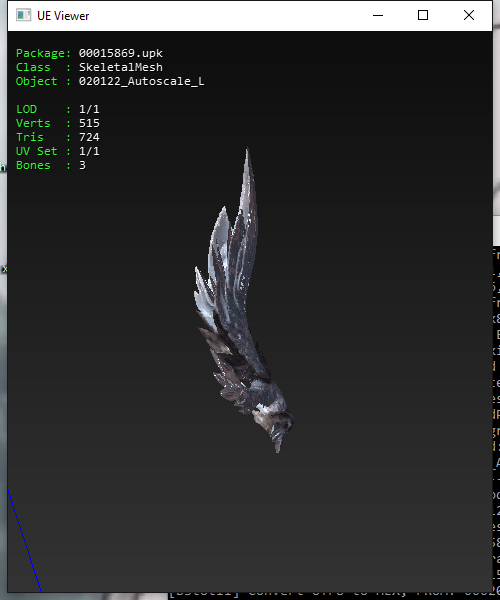 UE Viewer
Package: 00015869.upk
Class : SkeletalMesh
Object : 020122_Autoscale_L
LOD : 1/1
Verts : 515
Tris : 724
UV Set : 1/1
Bones : 3